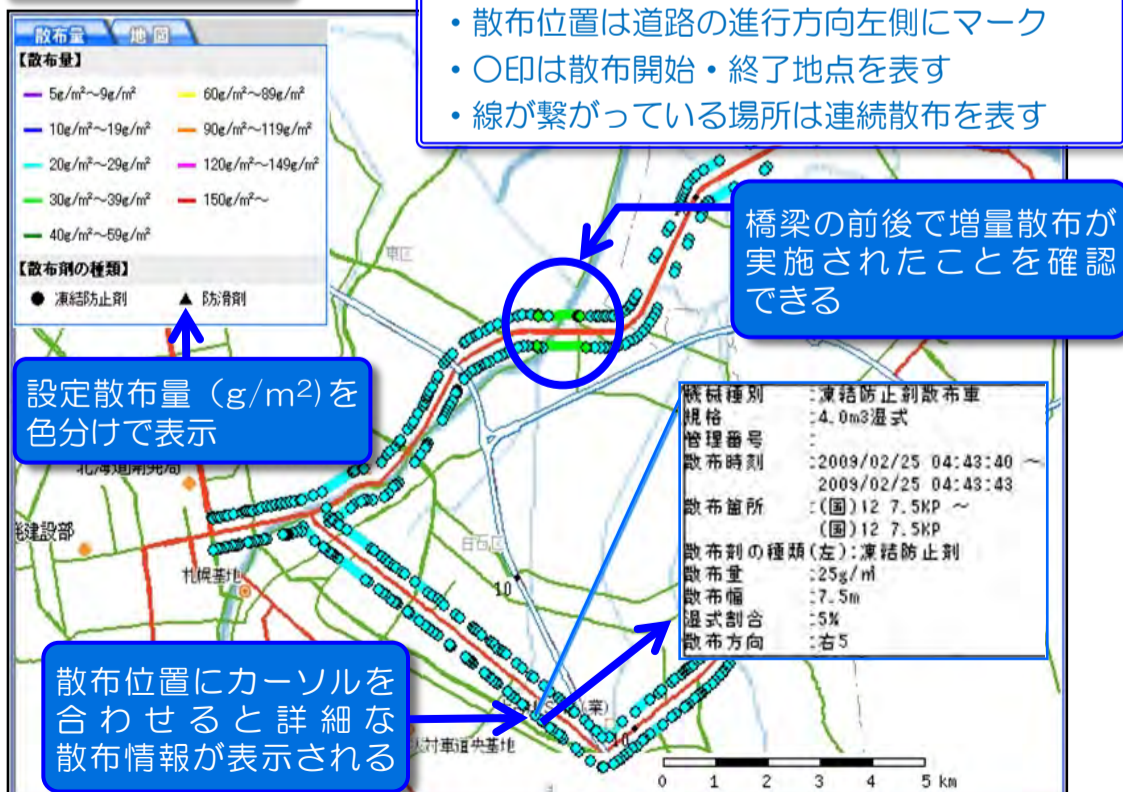 ・散布位置は道路の進行方向左側にマーク
・〇印は散布開始・終了地点を表す
・線が繋がっている場所は連続散布を表す
散布量 地図
【散布量】
5g/m²～9g/m² 60g/m²～89g/m²
10g/m²～19g/m² 90g/m²～119g/m²
20g/m²～29g/m² 120g/m²～149g/m²
30g/m²～39g/m² 150g/m²～
40g/m²～59g/m²
【散布剤の種類】
● 凍結防止剤 ▲ 防滑剤
橋梁の前後で増量散布が
実施されたことを確認
できる
設定散布量（g/m2)を
色分けで表示
北海道開発局
発建設部
札幌基地
東区
白石区
10
機械種別 :凍結防止剤散布車
規格 :4.0m3湿式
管理番号 :
散布時刻 :2009/02/25 04:43:40 ～
2009/02/25 04:43:43
散布箇所 :(国)12 7.5KP ～
(国)12 7.5KP
散布剤の種類(左):凍結防止剤
散布量 :25g/㎡
散布幅 :7.5m
湿式割合 :5%
散布方向 :右5
散布位置にカーソルを
合わせると詳細な
散布情報が表示される
(業)
10
対車道央基地
0 1 2 3 4 5 km